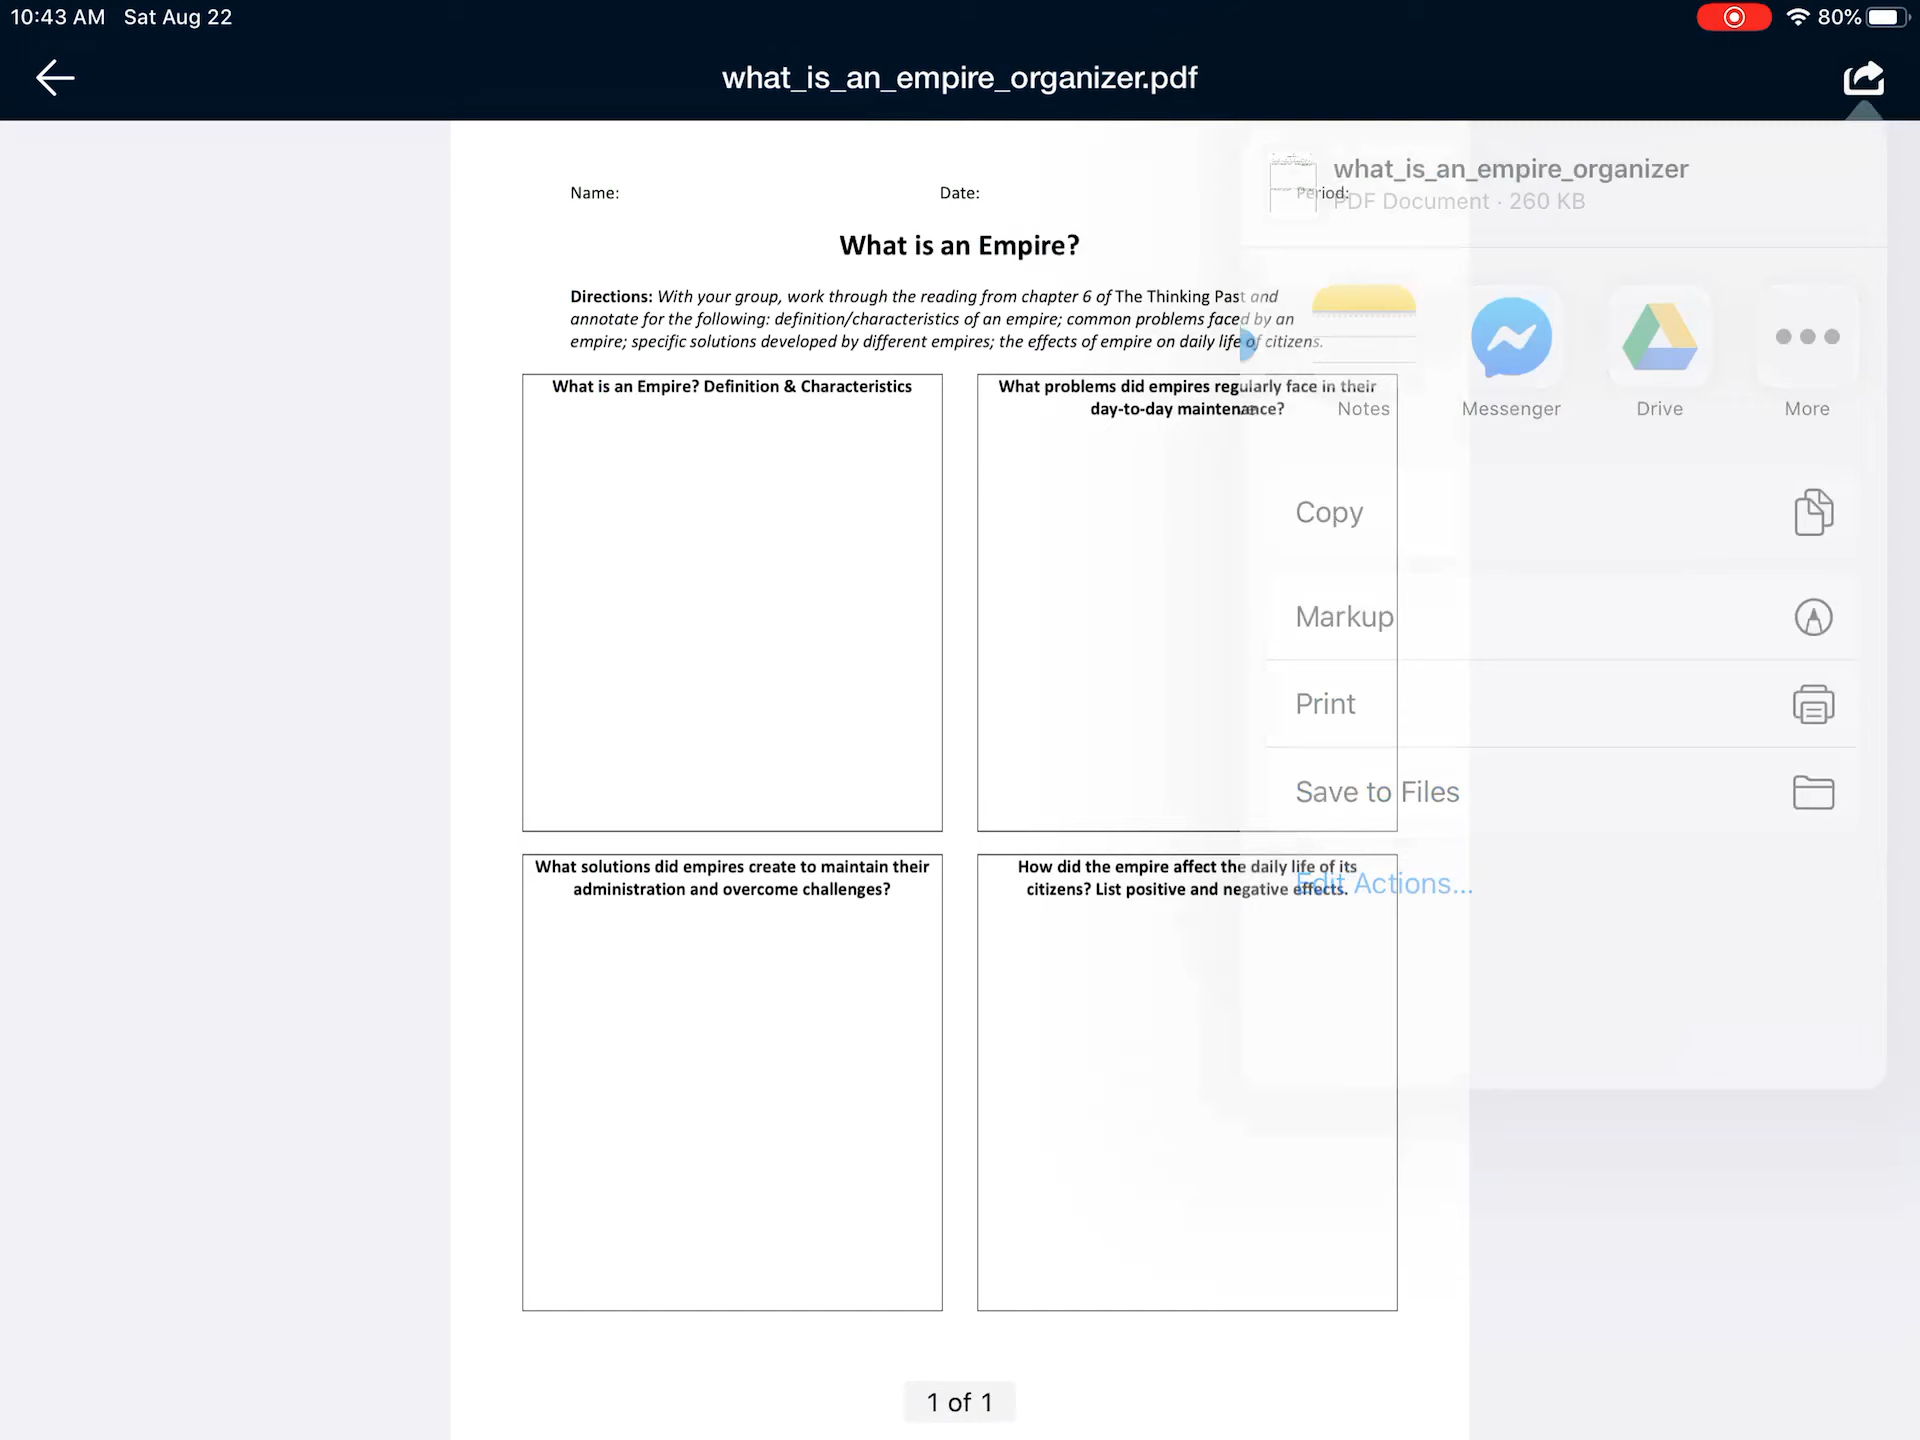 10:43 AM Sat Aug 22
80%
what_is_an_empire_organizer.pdf
Name: Date: Period:
What is an Empire?
Directions: With your group, work through the reading from chapter 6 of The Thinking Past and
annotate for the following: definition/characteristics of an empire; common problems faced by an
empire; specific solutions developed by different empires; the effects of empire on daily life of citizens.
What is an Empire? Definition & Characteristics
What problems did empires regularly face in their
day-to-day maintenance?
What solutions did empires create to maintain their
administration and overcome challenges?
How did the empire affect the daily life of its
citizens? List positive and negative effects.
1 of 1
what_is_an_empire_organizer
PDF Document · 260 KB
Notes
Messenger
Drive
More
Copy
Markup
Print
Save to Files
Edit Actions...